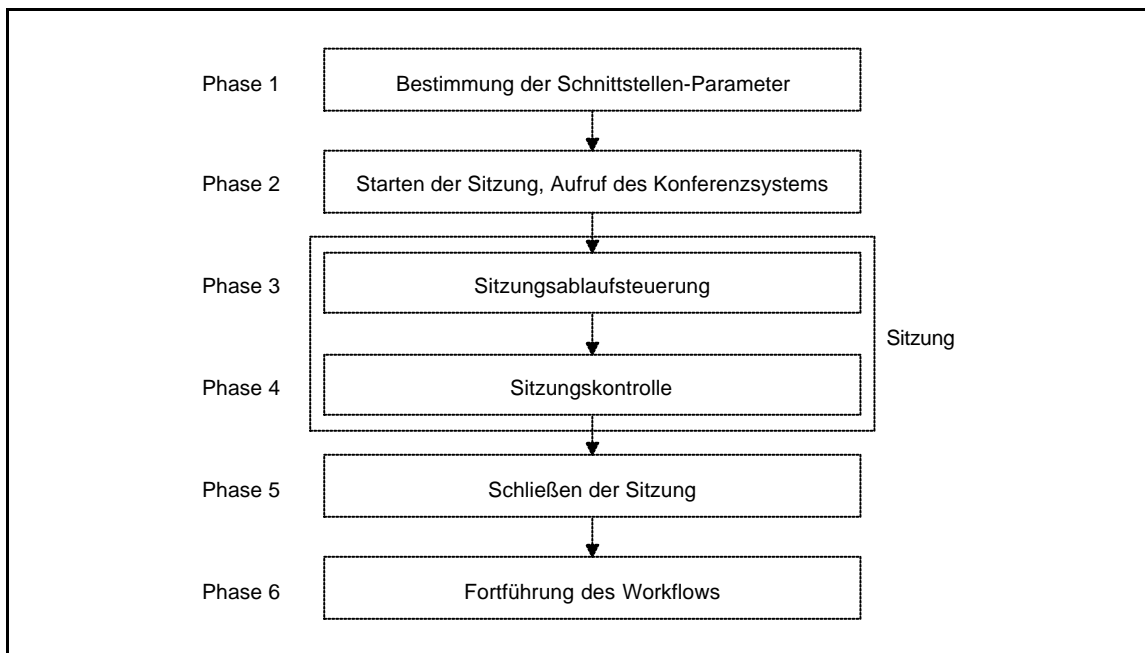 Phase 1
Bestimmung der Schnittstellen-Parameter
Phase 2
Starten der Sitzung, Aufruf des Konferenzsystems
Phase 3
Sitzungsablaufsteuerung
Sitzung
Phase 4
Sitzungskontrolle
Phase 5
Schließen der Sitzung
Phase 6
Fortführung des Workflows